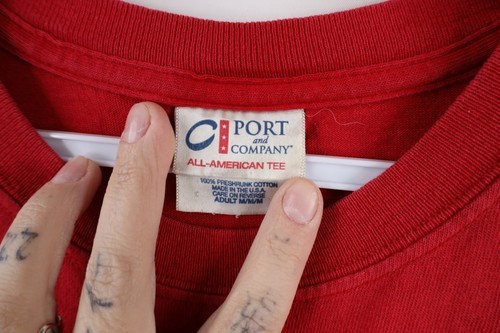 PORT
and
COMPANY
ALL-AMERICAN TEE
100% PRESHRUNK COTTON
MADE IN THE U.S.A.
CARE ON REVERSE
ADULT M/M/M